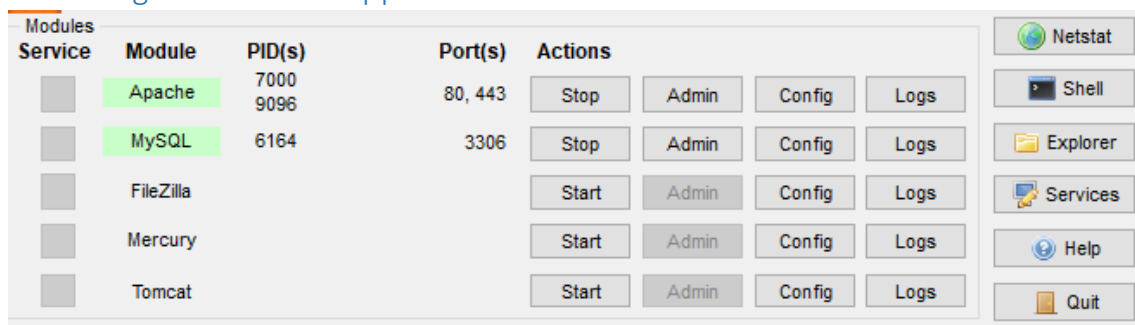 Modules
Service Module PID(s) Port(s) Actions
Apache 7000 9096 80, 443 Stop Admin Config Logs
MySQL 6164 3306 Stop Admin Config Logs
FileZilla Start Admin Config Logs
Mercury Start Admin Config Logs
Tomcat Start Admin Config Logs
Netstat
Shell
Explorer
Services
Help
Quit